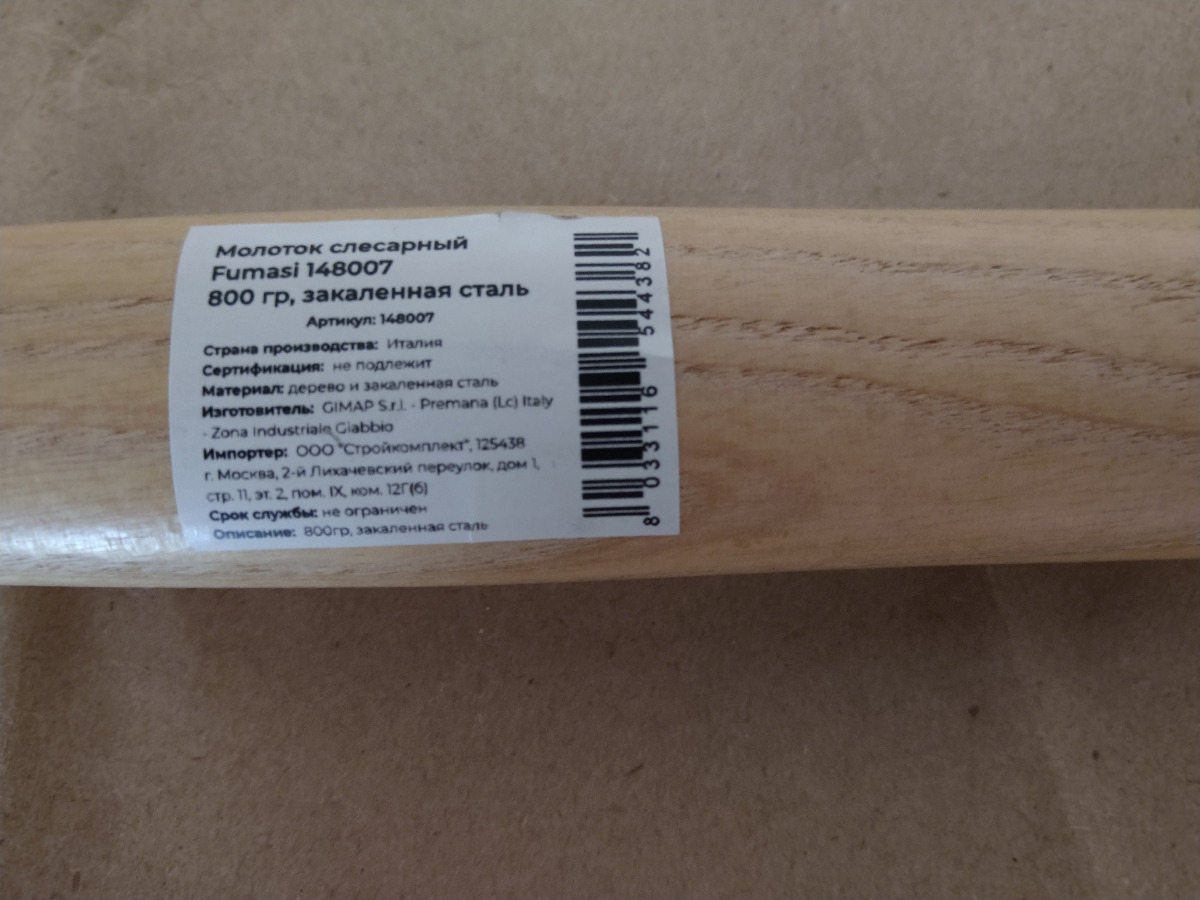 Молоток слесарный
Fumasi 148007
800 гр, закаленная сталь
Артикул: 148007
Страна производства: Италия
Сертификация: не подлежит
Материал: дерево и закаленная сталь
Изготовитель: GIMAP S.r.l. - Premana (Lc) Italy
- Zona Industriale Giabbio
Импортер: ООО "Стройкомплект", 125438
г. Москва, 2-й Лихачевский переулок, дом 1,
стр. 11, эт. 2, пом. IX, ком. 12Г(6)
Срок службы: не ограничен
Описание: 800гр, закаленная сталь
8 033116 544382